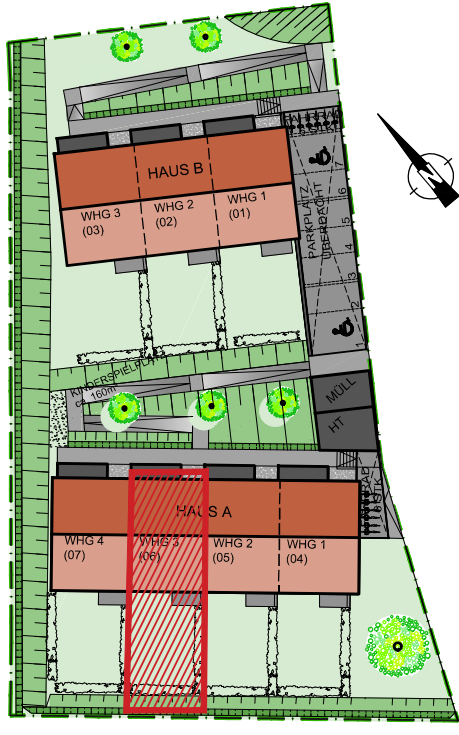 HAUS B
WHG 3
(03)
WHG 2
(02)
WHG 1
(01)
PARKPLATZ
ÜBERDACHT
7
6
5
4
3
2
1
KINDERSPIELPLATZ
ca. 160m²
MÜLL
HT
HAUS A
WHG 4
(07)
WHG 3
(06)
WHG 2
(05)
WHG 1
(04)